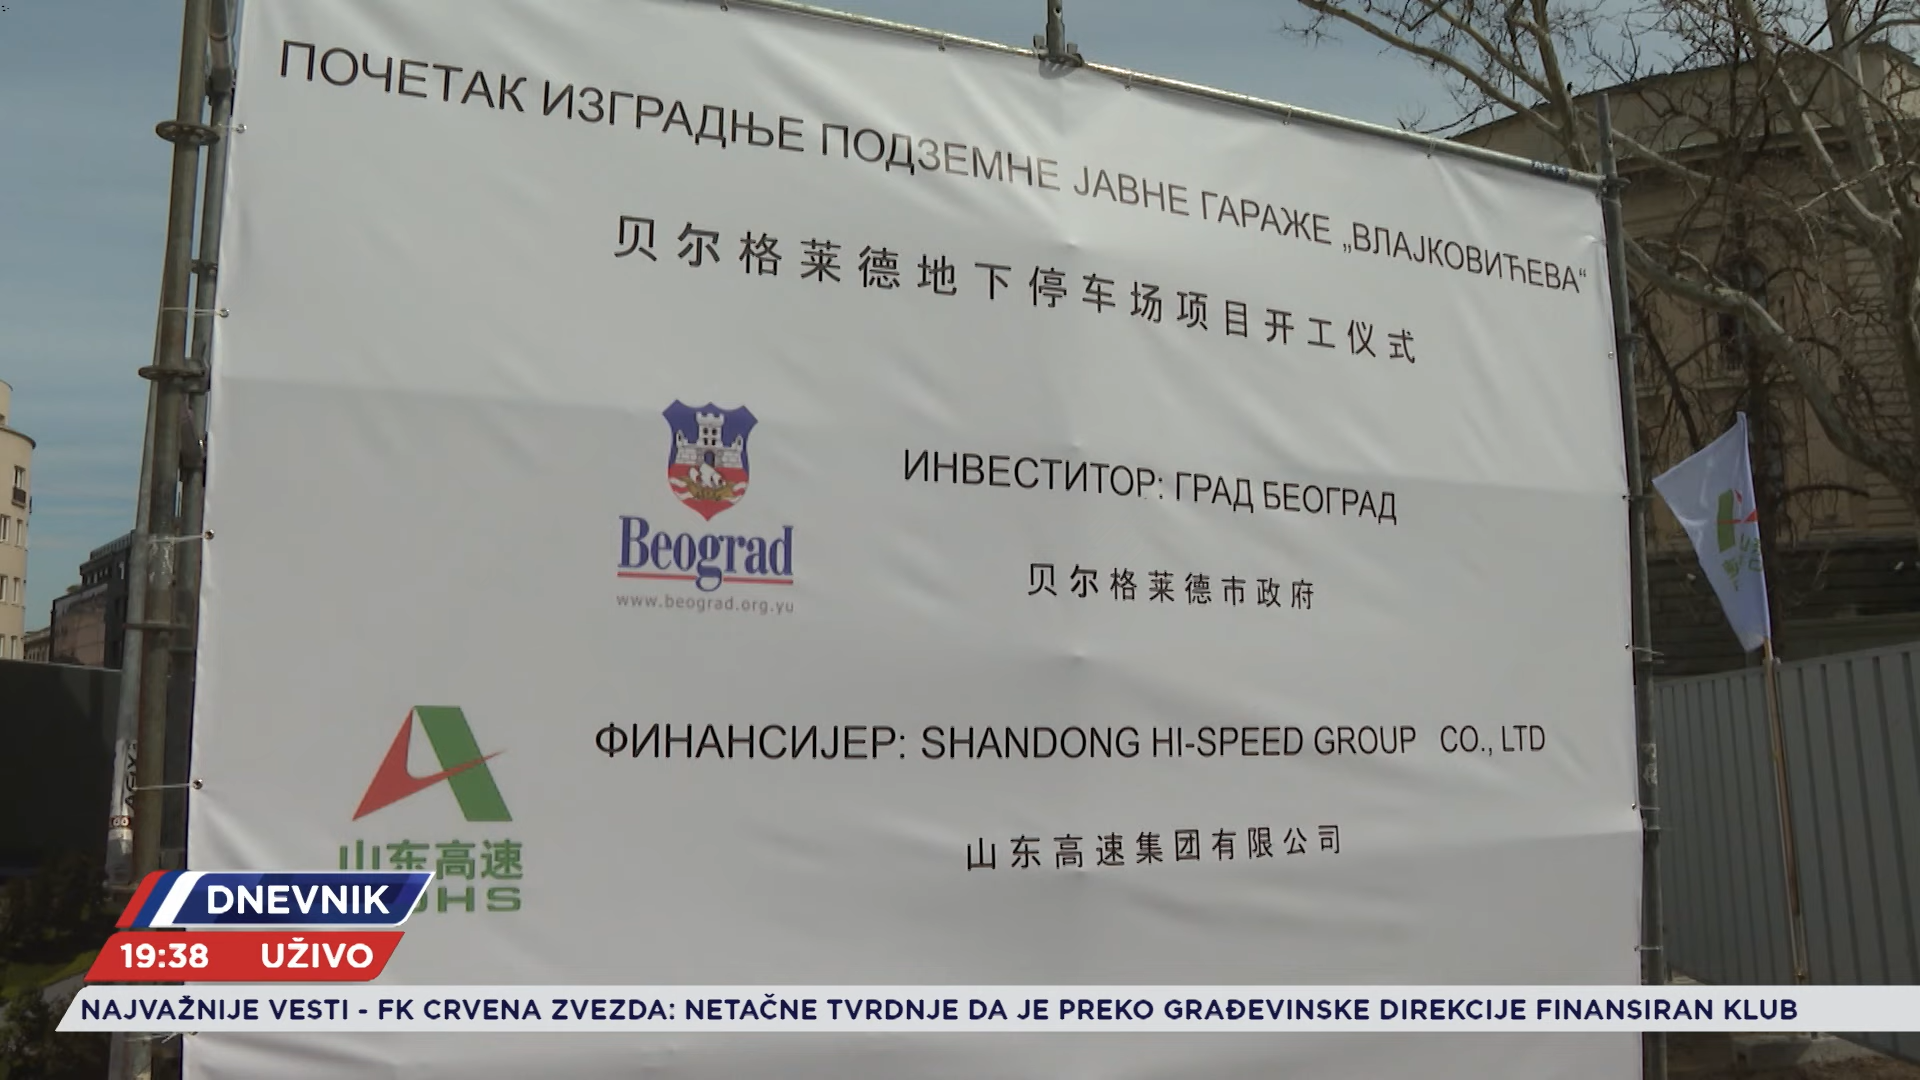 ПОЧЕТАК ИЗГРАДЊЕ ПОДЗЕМНЕ ЈАВНЕ ГАРАЖЕ „ВЛАЈКОВИЋЕВА“
贝尔格莱德地下停车场项目开工仪式
Beograd
www.beograd.org.yu
ИНВЕСТИТОР: ГРАД БЕОГРАД
贝尔格莱德市政府
ФИНАНСИЈЕР: SHANDONG HI-SPEED GROUP CO., LTD
山东高速集团有限公司
山东高速
DNEVNIK
19:38 UŽIVO
NAJVAŽNIJE VESTI - FK CRVENA ZVEZDA: NETAČNE TVRDNJE DA JE PREKO GRAĐEVINSKE DIREKCIJE FINANSIRAN KLUB